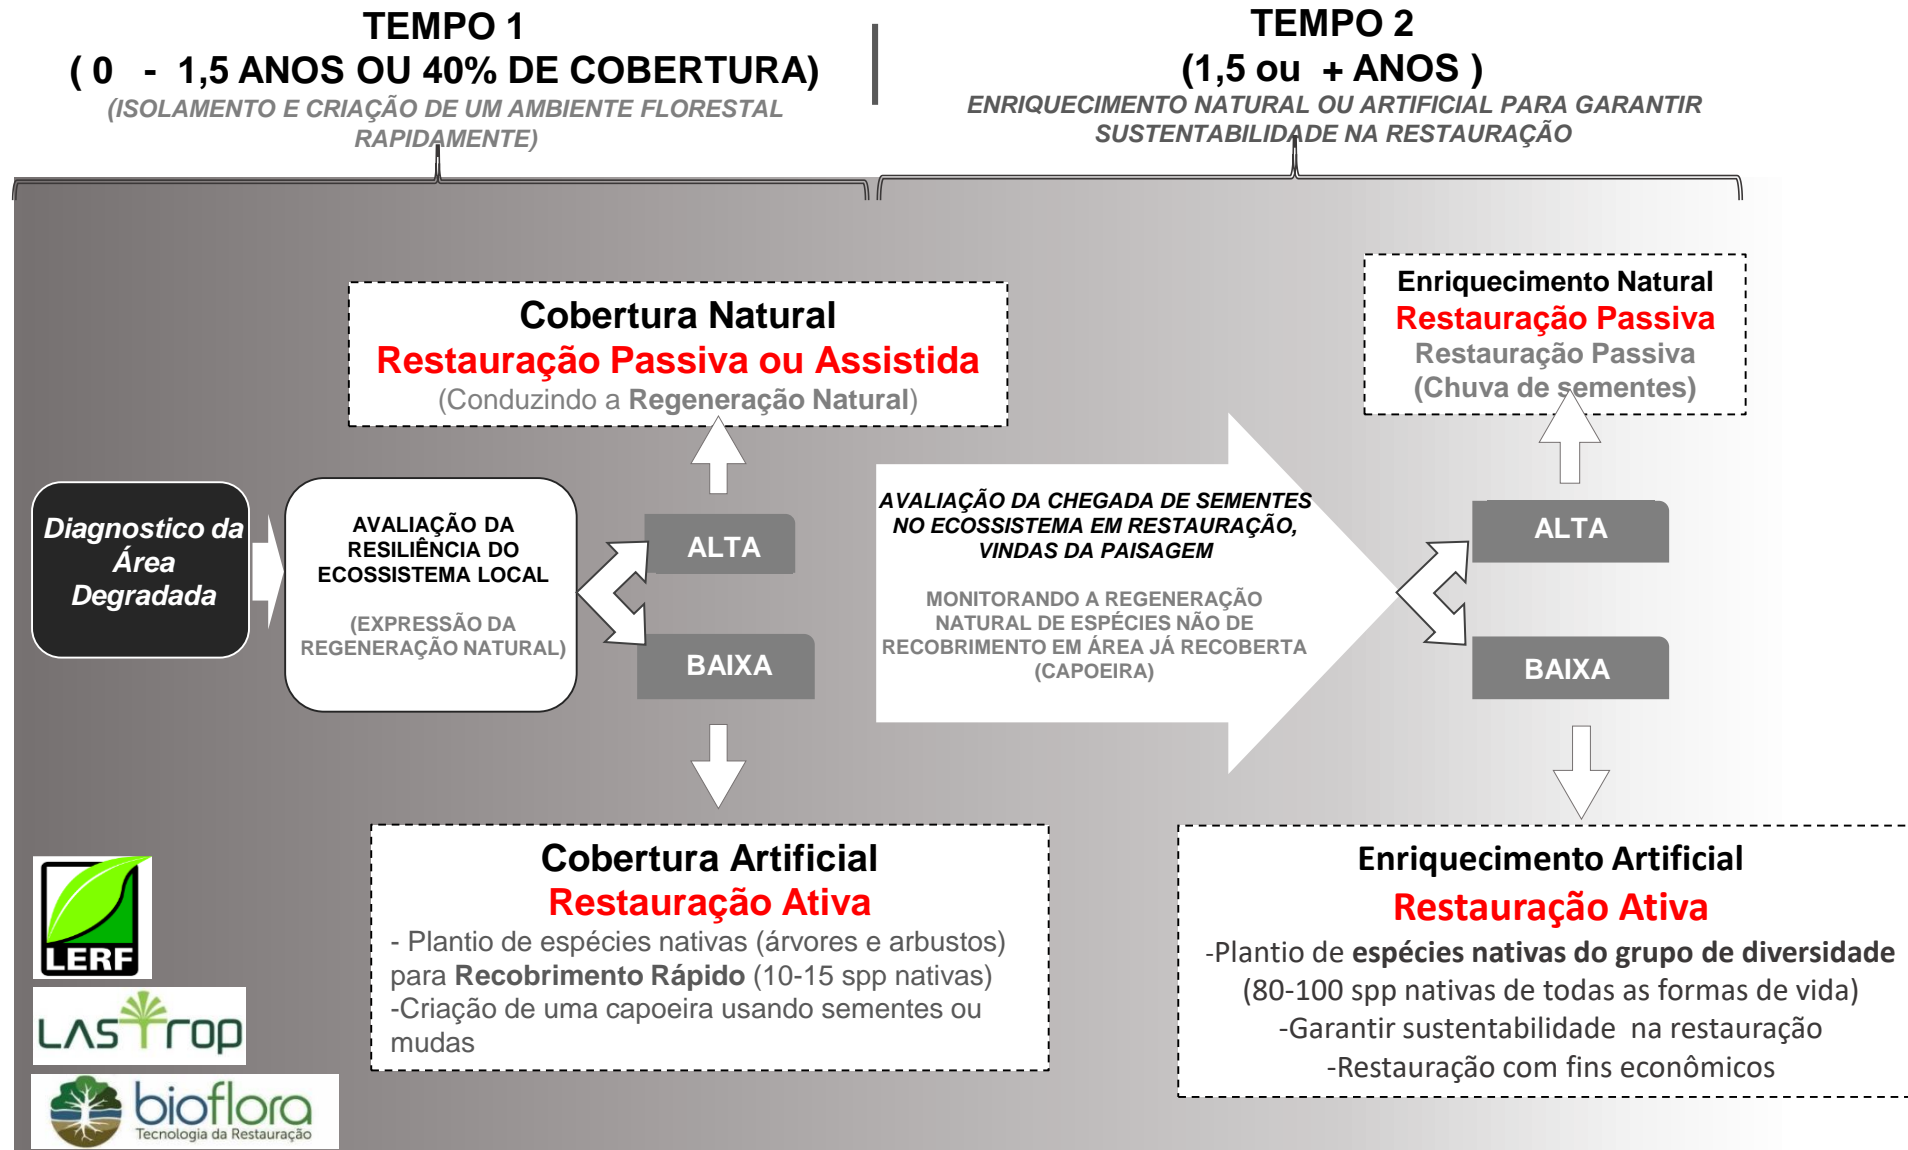 TEMPO 1
( 0 - 1,5 ANOS OU 40% DE COBERTURA)
(ISOLAMENTO E CRIAÇÃO DE UM AMBIENTE FLORESTAL
RAPIDAMENTE)
TEMPO 2
(1,5 ou + ANOS )
ENRIQUECIMENTO NATURAL OU ARTIFICIAL PARA GARANTIR
SUSTENTABILIDADE NA RESTAURAÇÃO
Cobertura Natural
Restauração Passiva ou Assistida
(Conduzindo a Regeneração Natural)
Enriquecimento Natural
Restauração Passiva
Restauração Passiva
(Chuva de sementes)
Diagnostico da
Área
Degradada
AVALIAÇÃO DA
RESILIÊNCIA DO
ECOSSISTEMA LOCAL
(EXPRESSÃO DA
REGENERAÇÃO NATURAL)
ALTA
BAIXA
AVALIAÇÃO DA CHEGADA DE SEMENTES
NO ECOSSISTEMA EM RESTAURAÇÃO,
VINDAS DA PAISAGEM
MONITORANDO A REGENERAÇÃO
NATURAL DE ESPÉCIES NÃO DE
RECOBRIMENTO EM ÁREA JÁ RECOBERTA
(CAPOEIRA)
ALTA
BAIXA
Cobertura Artificial
Restauração Ativa
- Plantio de espécies nativas (árvores e arbustos)
para Recobrimento Rápido (10-15 spp nativas)
-Criação de uma capoeira usando sementes ou
mudas
Enriquecimento Artificial
Restauração Ativa
-Plantio de espécies nativas do grupo de diversidade
(80-100 spp nativas de todas as formas de vida)
-Garantir sustentabilidade na restauração
-Restauração com fins econômicos
LERF
LASTROP
bioflora
Tecnologia da Restauração